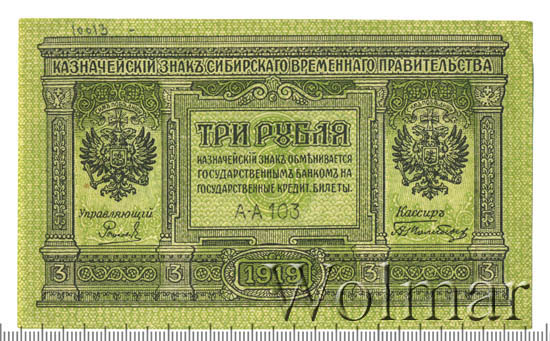 10013 -
КАЗНАЧЕЙСКІЙ ЗНАКЪ СИБИРСКАГО ВРЕМЕННАГО ПРАВИТЕЛЬСТВА
ТРИ РУБЛЯ
КАЗНАЧЕЙСКІЙ ЗНАКЪ ОБМѢНИВАЕТСЯ
ГОСУДАРСТВЕННЫМЪ БАНКОМЪ НА
ГОСУДАРСТВЕННЫЕ КРЕДИТ. БИЛЕТЫ.
А-А 103
Управляющій
Кассиръ
3 3 1919 3 3
Wolmar